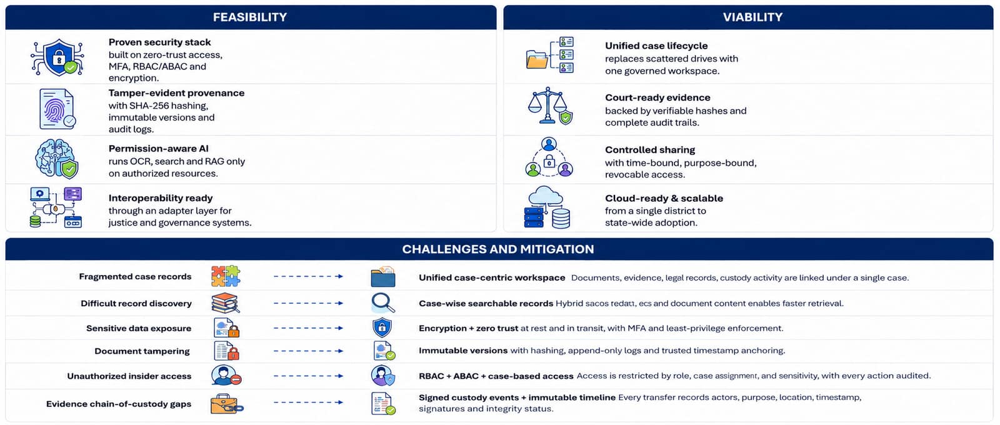 FEASIBILITY
Proven security stack
built on zero-trust access,
MFA, RBAC/ABAC and
encryption.
Tamper-evident provenance
with SHA-256 hashing,
immutable versions and
audit logs.
Permission-aware AI
runs OCR, search and RAG only
on authorized resources.
Interoperability ready
through an adapter layer for
justice and governance systems.
VIABILITY
Unified case lifecycle
replaces scattered drives with
one governed workspace.
Court-ready evidence
backed by verifiable hashes and
complete audit trails.
Controlled sharing
with time-bound, purpose-bound,
revocable access.
Cloud-ready & scalable
from a single district to
state-wide adoption.
CHALLENGES AND MITIGATION
Fragmented case records
Unified case-centric workspace Documents, evidence, legal records, custody activity are linked under a single case.
Difficult record discovery
Case-wise searchable records Hybrid sacos and document content enables faster retrieval.
Sensitive data exposure
Encryption + zero trust at rest and in transit, with MFA and least-privilege enforcement.
Document tampering
Immutable versions with hashing, append-only logs and trusted timestamp anchoring.
Unauthorized insider access
RBAC + ABAC + case-based access Access is restricted by role, case assignment, and sensitivity, with every action audited.
Evidence chain-of-custody gaps
Signed custody events + immutable timeline Every transfer records actors, purpose, location, timestamp,
signatures and integrity status.